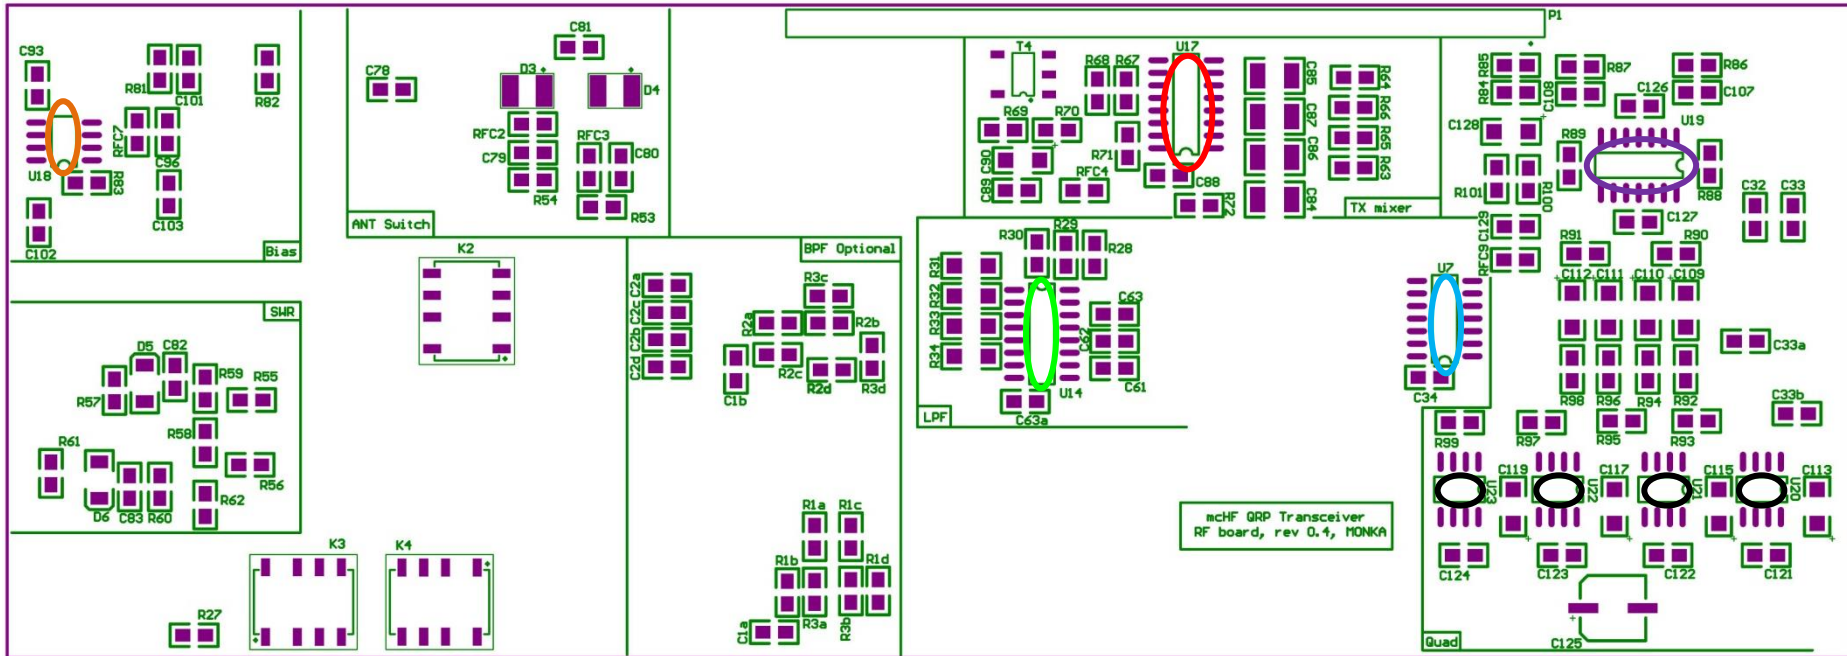 P1
C93
R81
C101
R82
U18
RFC7
C96
R83
C103
C102
Bias
C81
C78
D3
D4
RFC2
RFC3
C79
C80
R54
R53
ANT Switch
T4
R68
R67
U17
R69
R70
C90
R71
C89
RFC4
C88
R72
C85
C87
C86
C84
R64
R66
R65
R63
TX mixer
R85
R84
C108
R87
R86
C126
C107
C128
U19
R89
R88
R101
R100
C32
C33
C129
C127
RFC9
R91
R90
C112
C111
C110
C109
C33a
R98
R96
R94
R92
C33b
R99
R97
R95
R93
U23
C119
U22
C117
U21
C115
U20
C113
C124
C123
C122
C121
C125
Quad
K2
BPF Optional
C2a
C2c
C2b
C2d
R3c
R2a
R2b
R2c
R2d
R3d
C1b
R1a
R1c
R1b
R1d
R3a
R3b
C1a
R30
R29
R28
R31
R32
R33
R34
C63
C62
C61
U14
C63a
LPF
U7
C34
SWR
D5
C82
R59
R55
R57
R58
R61
R56
R62
D6
C83
R60
K3
K4
R27
mcHF QRP Transceiver
RF board, rev 0.4, MONKA